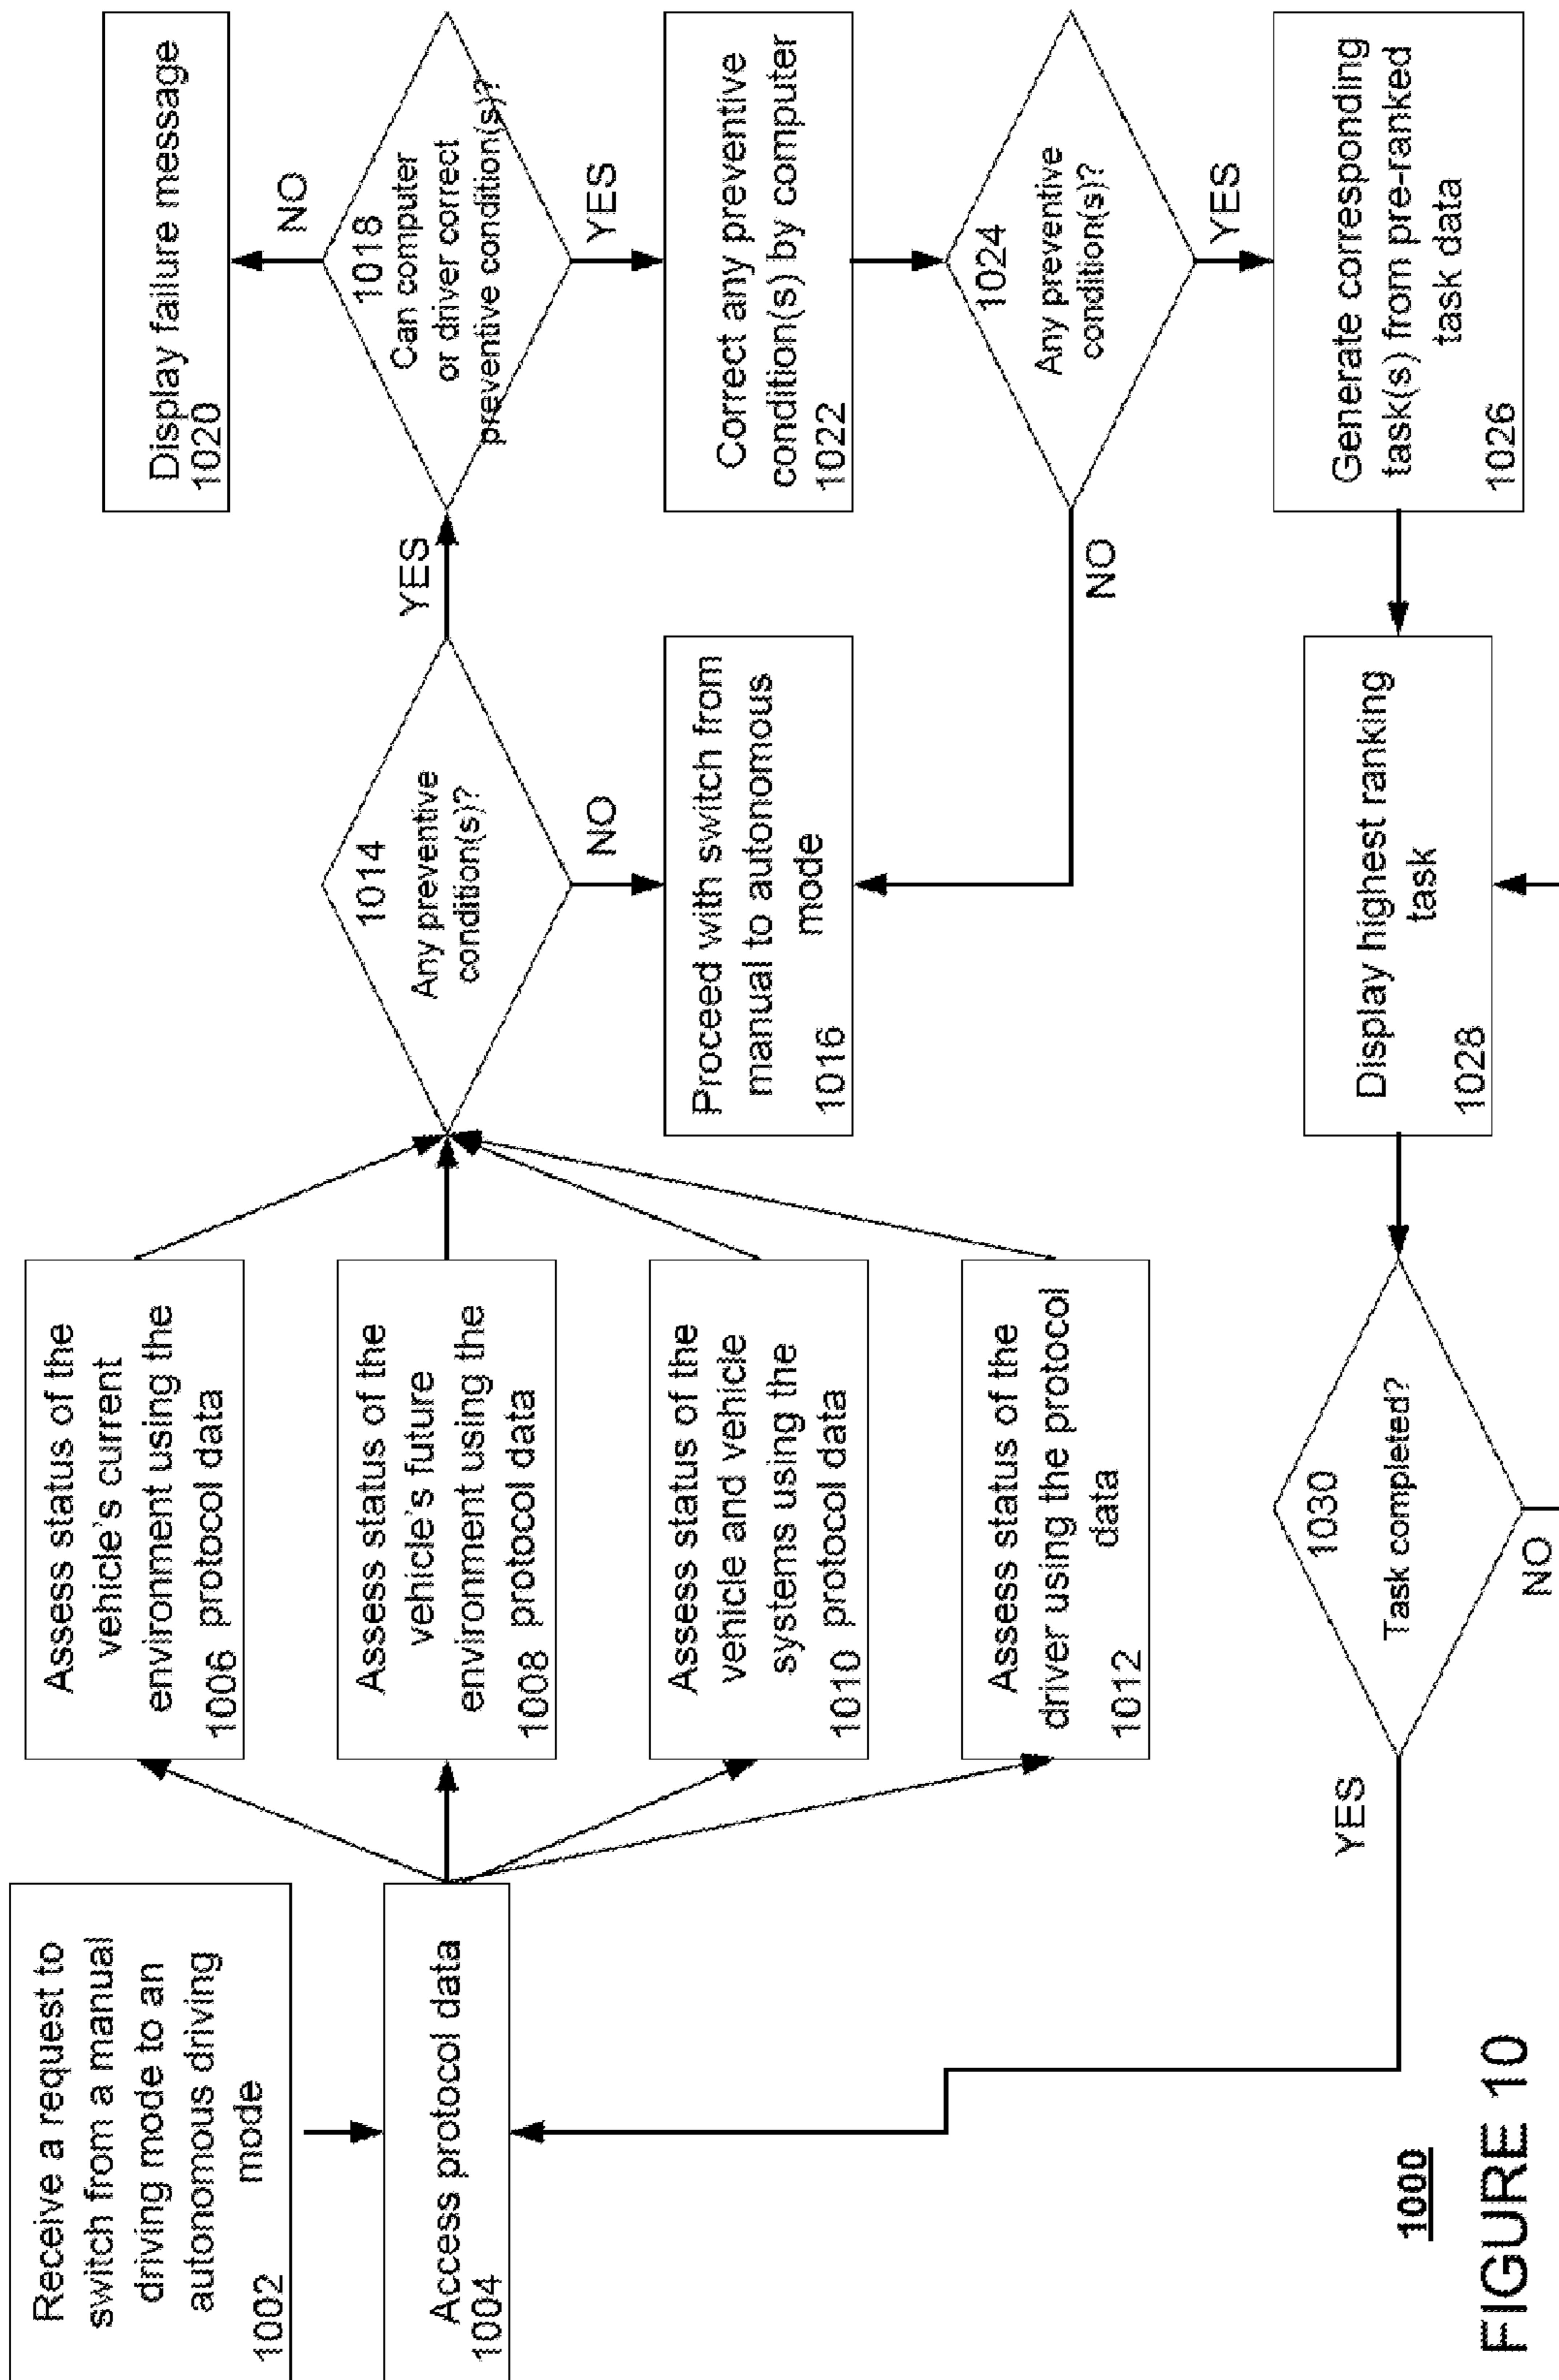 Receive a request to
switch from a manual
driving mode to an
autonomous driving
mode
1002
Access protocol data
1004
Assess status of the
vehicle's current
environment using the
1006 protocol data
Assess status of the
vehicle's future
environment using the
1008 protocol data
Assess status of the
vehicle and vehicle
systems using the
1010 protocol data
Assess status of the
driver using the protocol
data
1012
1014
Any preventive
condition(s)?
YES
NO
Proceed with switch from
manual to autonomous
mode
1016
1018
Can computer
or driver correct
preventive condition(s)?
NO
YES
Display failure message
1020
Correct any preventive
condition(s) by computer
1022
1024
Any preventive
condition(s)?
NO
YES
Generate corresponding
task(s) from pre-ranked
task data
1026
Display highest ranking
task
1028
1030
Task completed?
YES
NO
1000
FIGURE 10